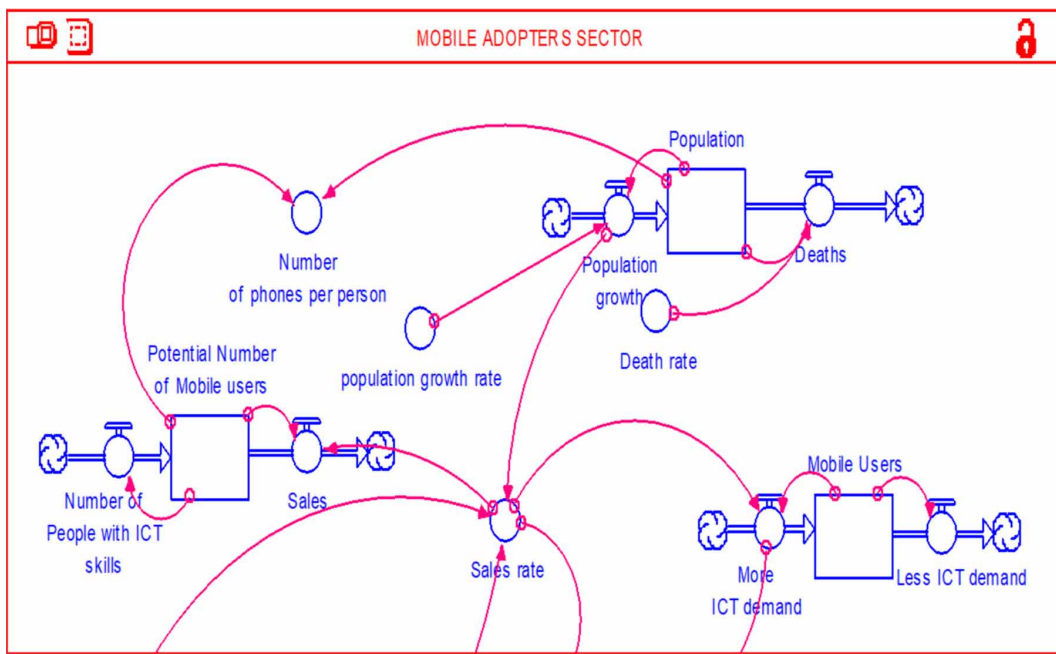 MOBILE ADOPTERS SECTOR
Population
Number
of phones per person
Population
growth
Deaths
Death rate
population growth rate
Potential Number
of Mobile users
Number of
People with ICT
skills
Sales
Sales rate
Mobile Users
More
ICT demand
Less ICT demand